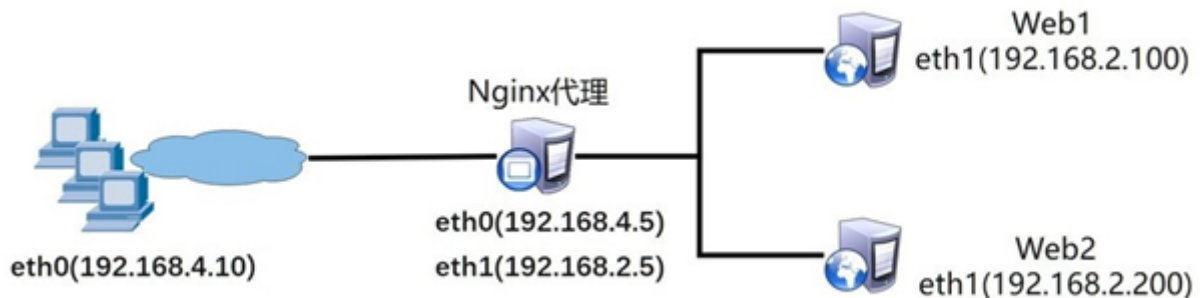 Web1
eth1(192.168.2.100)
Nginx代理
eth0(192.168.4.5)
eth1(192.168.2.5)
eth0(192.168.4.10)
Web2
eth1(192.168.2.200)